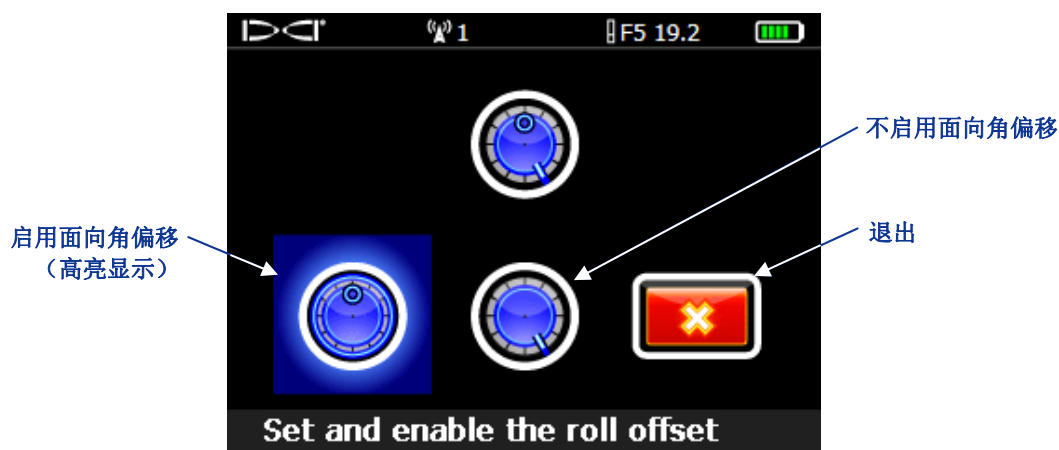 DCI
1
F5 19.2
不启用面向角偏移
启用面向角偏移
（高亮显示）
退出
Set and enable the roll offset